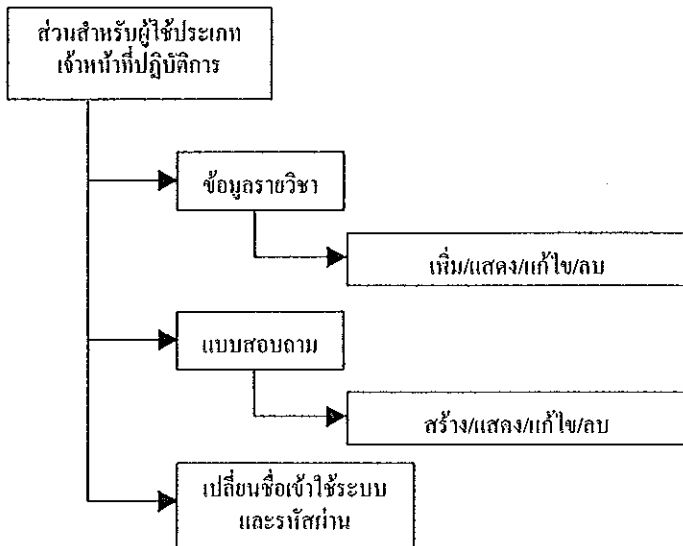 ส่วนสำหรับผู้ใช้ประเภท
เจ้าหน้าที่ปฏิบัติการ
ข้อมูลรายวิชา
เพิ่ม/แสดง/แก้ไข/ลบ
แบบสอบถาม
สร้าง/แสดง/แก้ไข/ลบ
เปลี่ยนชื่อเข้าใช้ระบบ
และรหัสผ่าน